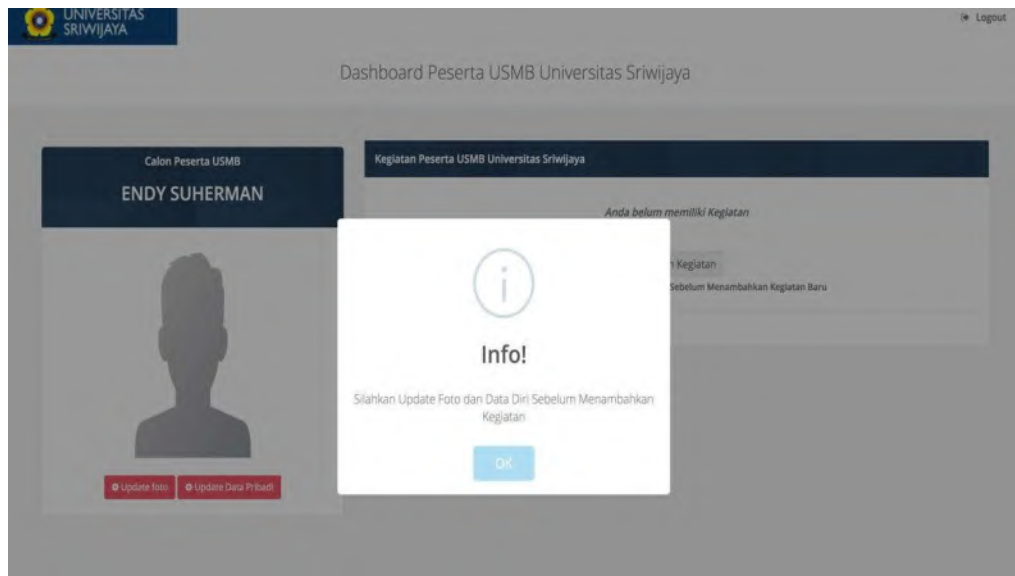 UNIVERSITAS
SRIWIJAYA
Logout
Dashboard Peserta USMB Universitas Sriwijaya
Calon Peserta USMB
ENDY SUHERMAN
Kegiatan Peserta USMB Universitas Sriwijaya
Anda belum memiliki Kegiatan
Kegiatan
Sebelum Menambahkan Kegiatan Baru
Info!
Silahkan Update Foto dan Data Diri Sebelum Menambahkan
Kegiatan
OK
Update foto
Update Data Pribadi